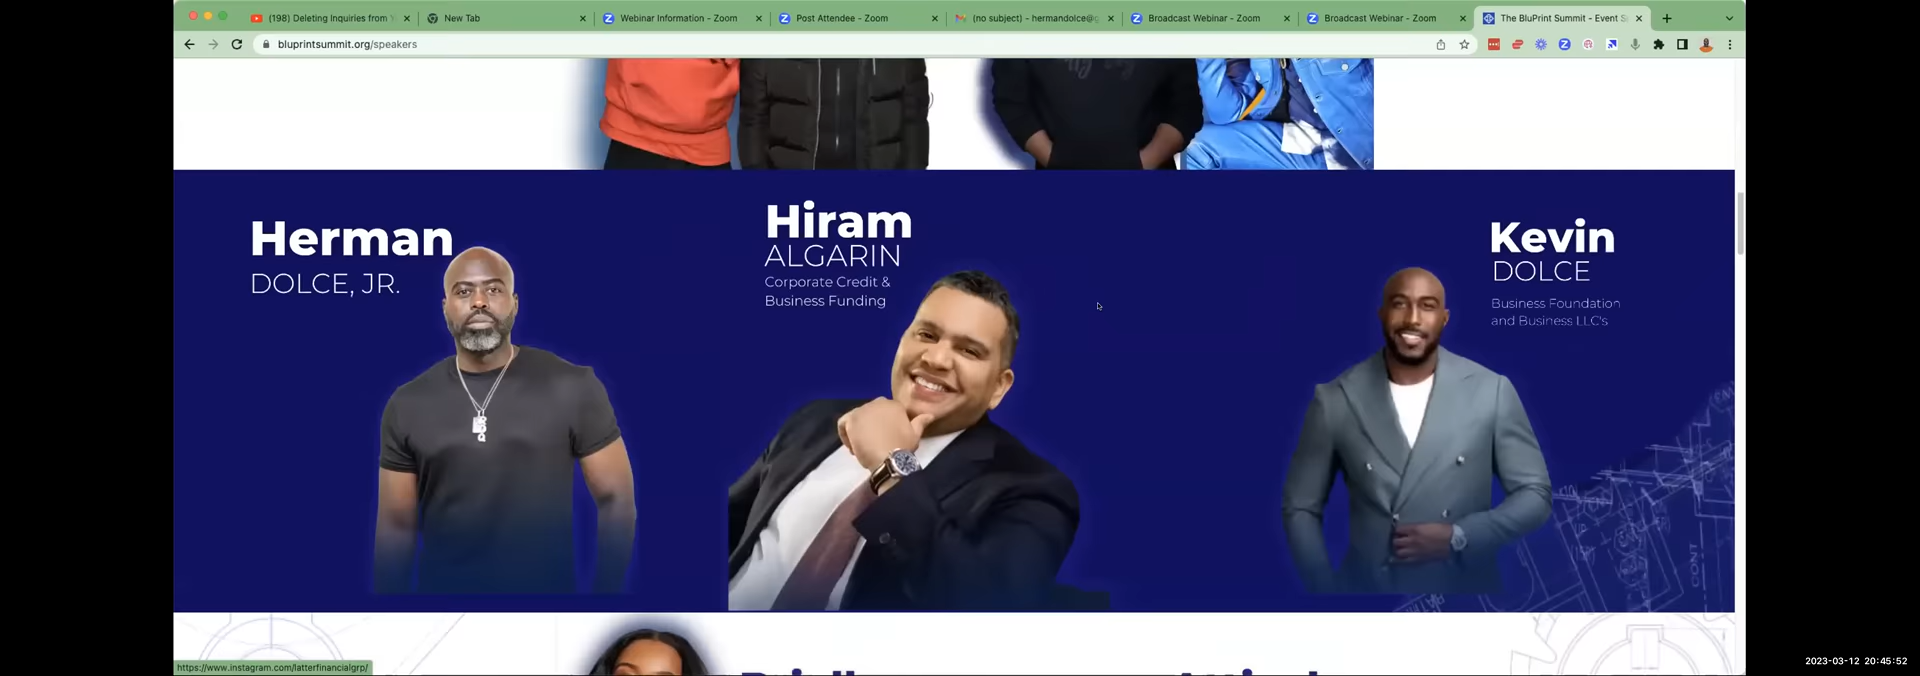 (198) Deleting Inquiries from
New Tab
Webinar Information - Zoom
Post Attendee - Zoom
(no subject) - hermandolce@g
Broadcast Webinar - Zoom
Broadcast Webinar - Zoom
The BluPrint Summit - Event S
bluprintsummit.org/speakers
Herman
DOLCE, JR.
Hiram
ALGARIN
Corporate Credit &
Business Funding
Kevin
DOLCE
Business Foundation
and Business LLC's
CONT
https://www.instagram.com/latterfinancialgrp/
2023-03-12 20:45:52